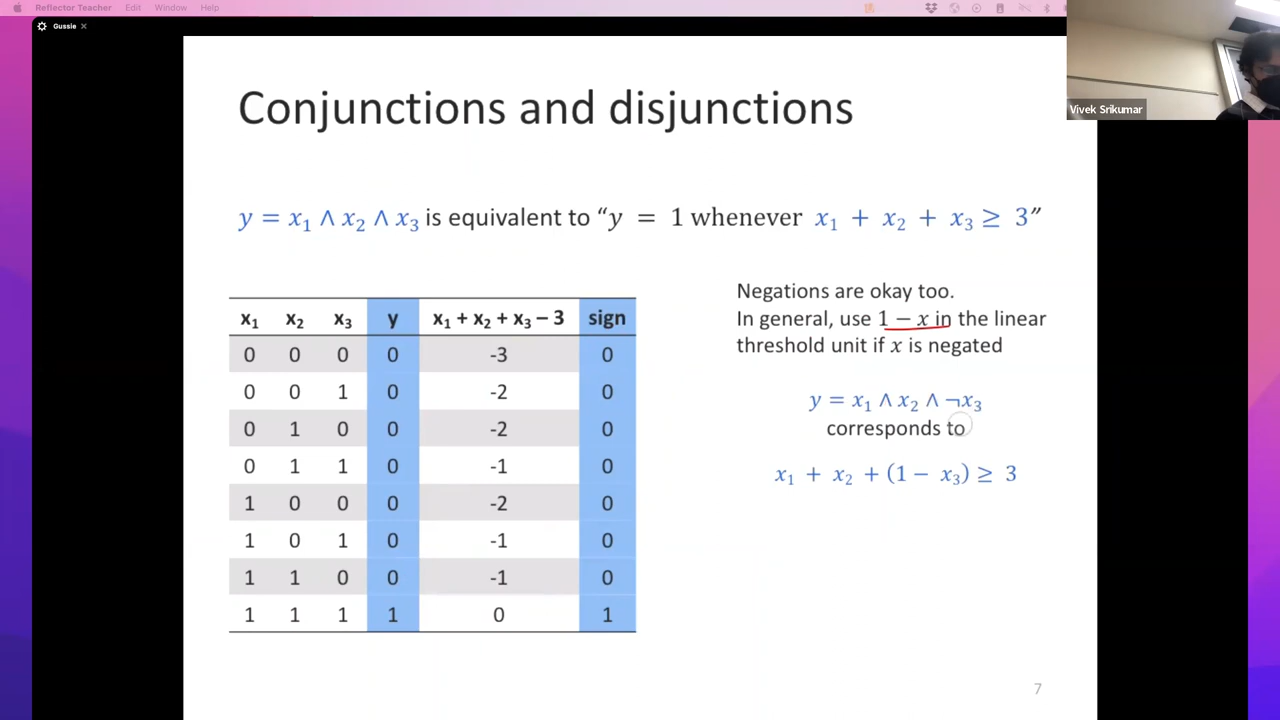 Reflector Teacher Edit Window Help
Gussie
Vivek Srikumar
Conjunctions and disjunctions
y = x₁ ∧ x₂ ∧ x₃ is equivalent to “y = 1 whenever x₁ + x₂ + x₃ ≥ 3”
x₁ x₂ x₃ y x₁ + x₂ + x₃ – 3 sign
0 0 0 0 -3 0
0 0 1 0 -2 0
0 1 0 0 -2 0
0 1 1 0 -1 0
1 0 0 0 -2 0
1 0 1 0 -1 0
1 1 0 0 -1 0
1 1 1 1 0 1
Negations are okay too.
In general, use 1 − x in the linear
threshold unit if x is negated
y = x₁ ∧ x₂ ∧ ¬x₃
corresponds to
x₁ + x₂ + (1 − x₃) ≥ 3
7